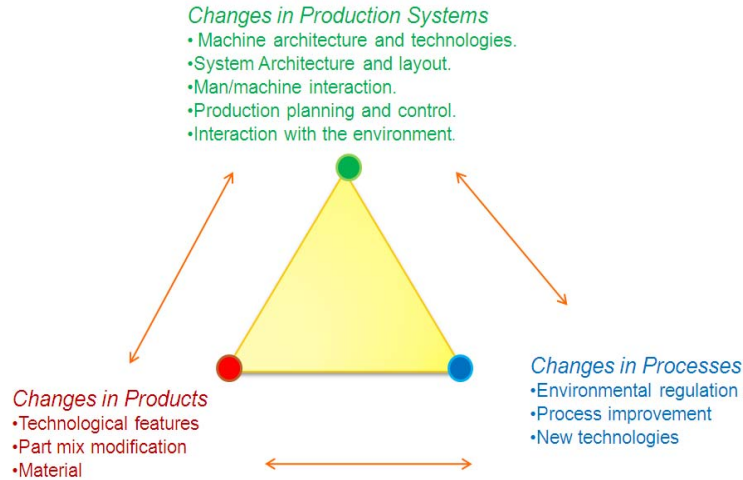 Changes in Production Systems
• Machine architecture and technologies.
•System Architecture and layout.
•Man/machine interaction.
•Production planning and control.
•Interaction with the environment.
Changes in Products
•Technological features
•Part mix modification
•Material
Changes in Processes
•Environmental regulation
•Process improvement
•New technologies